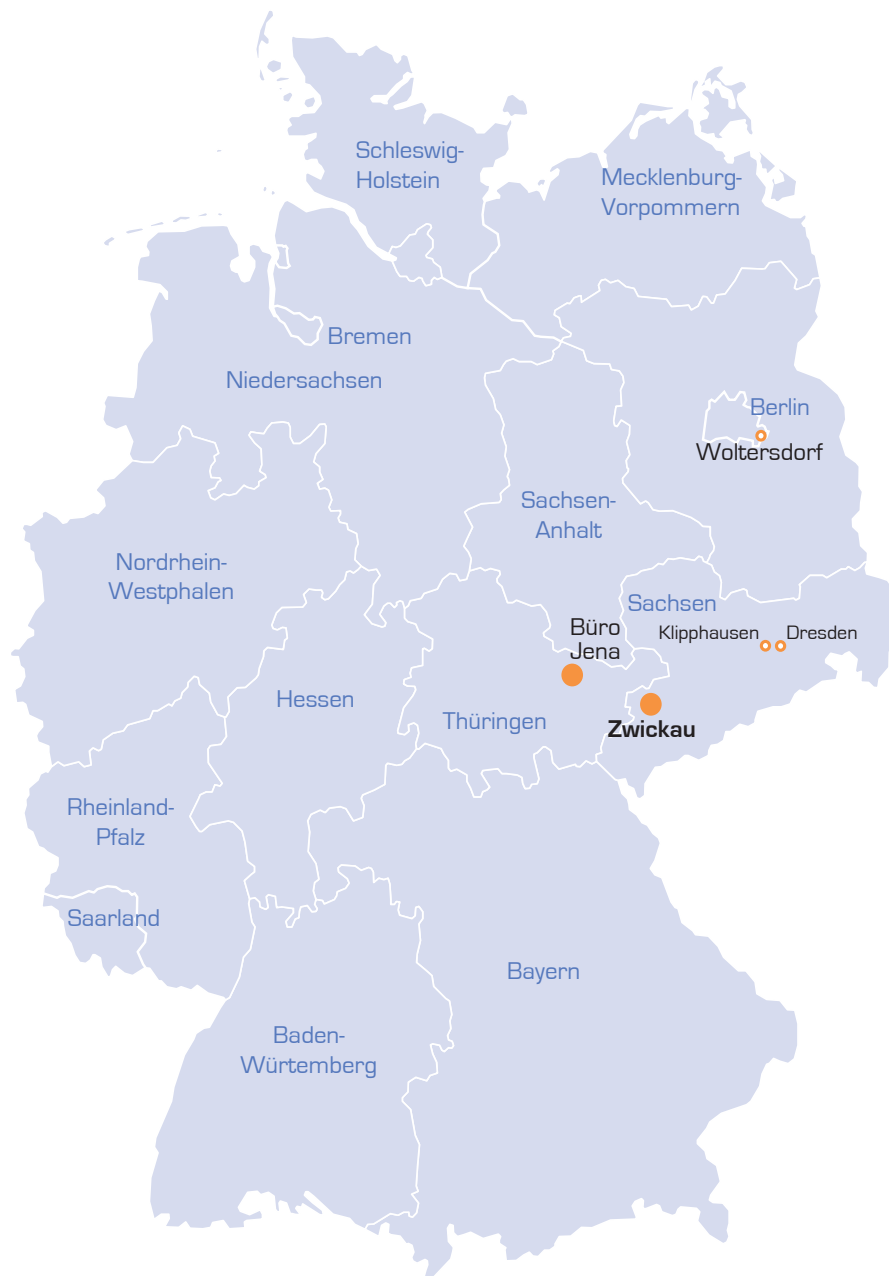 Schleswig-
Holstein
Mecklenburg-
Vorpommern
Bremen
Niedersachsen
Berlin
Woltersdorf
Sachsen-
Anhalt
Nordrhein-
Westphalen
Sachsen
Büro
Jena
Klipphausen
Dresden
Hessen
Thüringen
Zwickau
Rheinland-
Pfalz
Saarland
Bayern
Baden-
Würtemberg